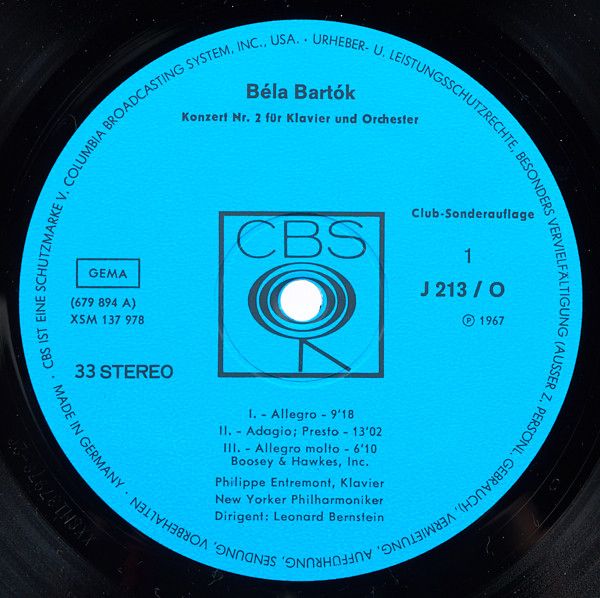 Béla Bartók
Konzert Nr. 2 für Klavier und Orchester
Club-Sonderauflage
CBS
GEMA
(679 894 A)
XSM 137 978
1
J 213 / O
Ⓟ 1967
33 STEREO
I. - Allegro - 9'18
II. - Adagio; Presto - 13'02
III. - Allegro molto - 6'10
Boosey & Hawkes, Inc.
Philippe Entremont, Klavier
New Yorker Philharmoniker
Dirigent: Leonard Bernstein
· CBS IST EINE SCHUTZMARKE V. COLUMBIA BROADCASTING SYSTEM, INC., USA. · URHEBER- U. LEISTUNGSSCHUTZRECHTE, BESONDERS VERVIELFÄLTIGUNG (AUSSER Z. PERSONL. GEBRAUCH), VERMIETUNG, AUFFÜHRUNG, SENDUNG, VORBEHALTEN · MADE IN GERMANY